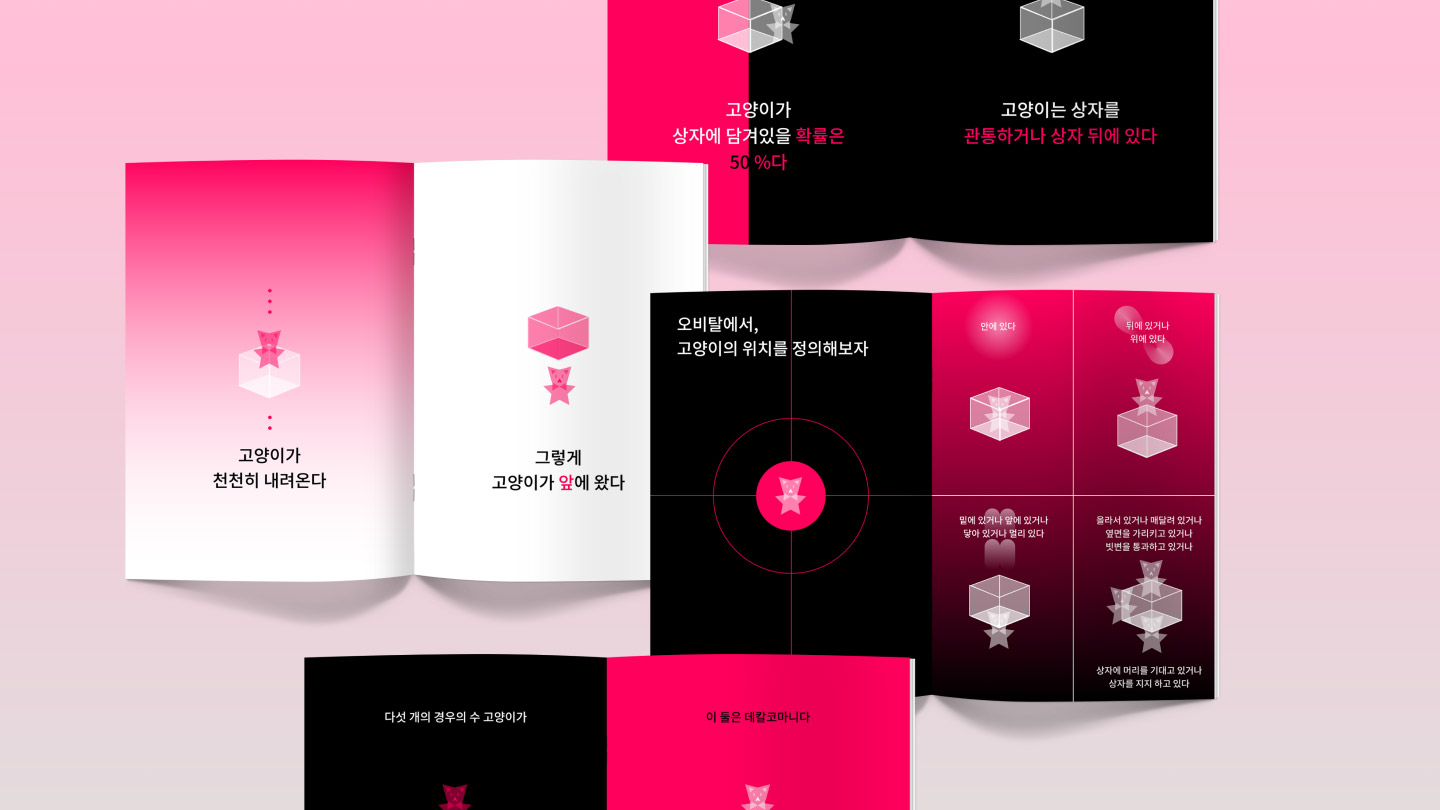 고양이가
상자에 담겨있을 확률은
50 %다
고양이는 상자를
관통하거나 상자 뒤에 있다
고양이가
천천히 내려온다
그렇게
고양이가 앞에 왔다
오비탈에서,
고양이의 위치를 정의해보자
안에 있다
뒤에 있거나
위에 있다
밑에 있거나 앞에 있거나
닿아 있거나 멀리 있다
올라서 있거나 매달려 있거나
옆면을 가리키고 있거나
빗변을 통과하고 있거나
상자에 머리를 기대고 있거나
상자를 지지 하고 있다
다섯 개의 경우의 수 고양이가
이 둘은 데칼코마니다